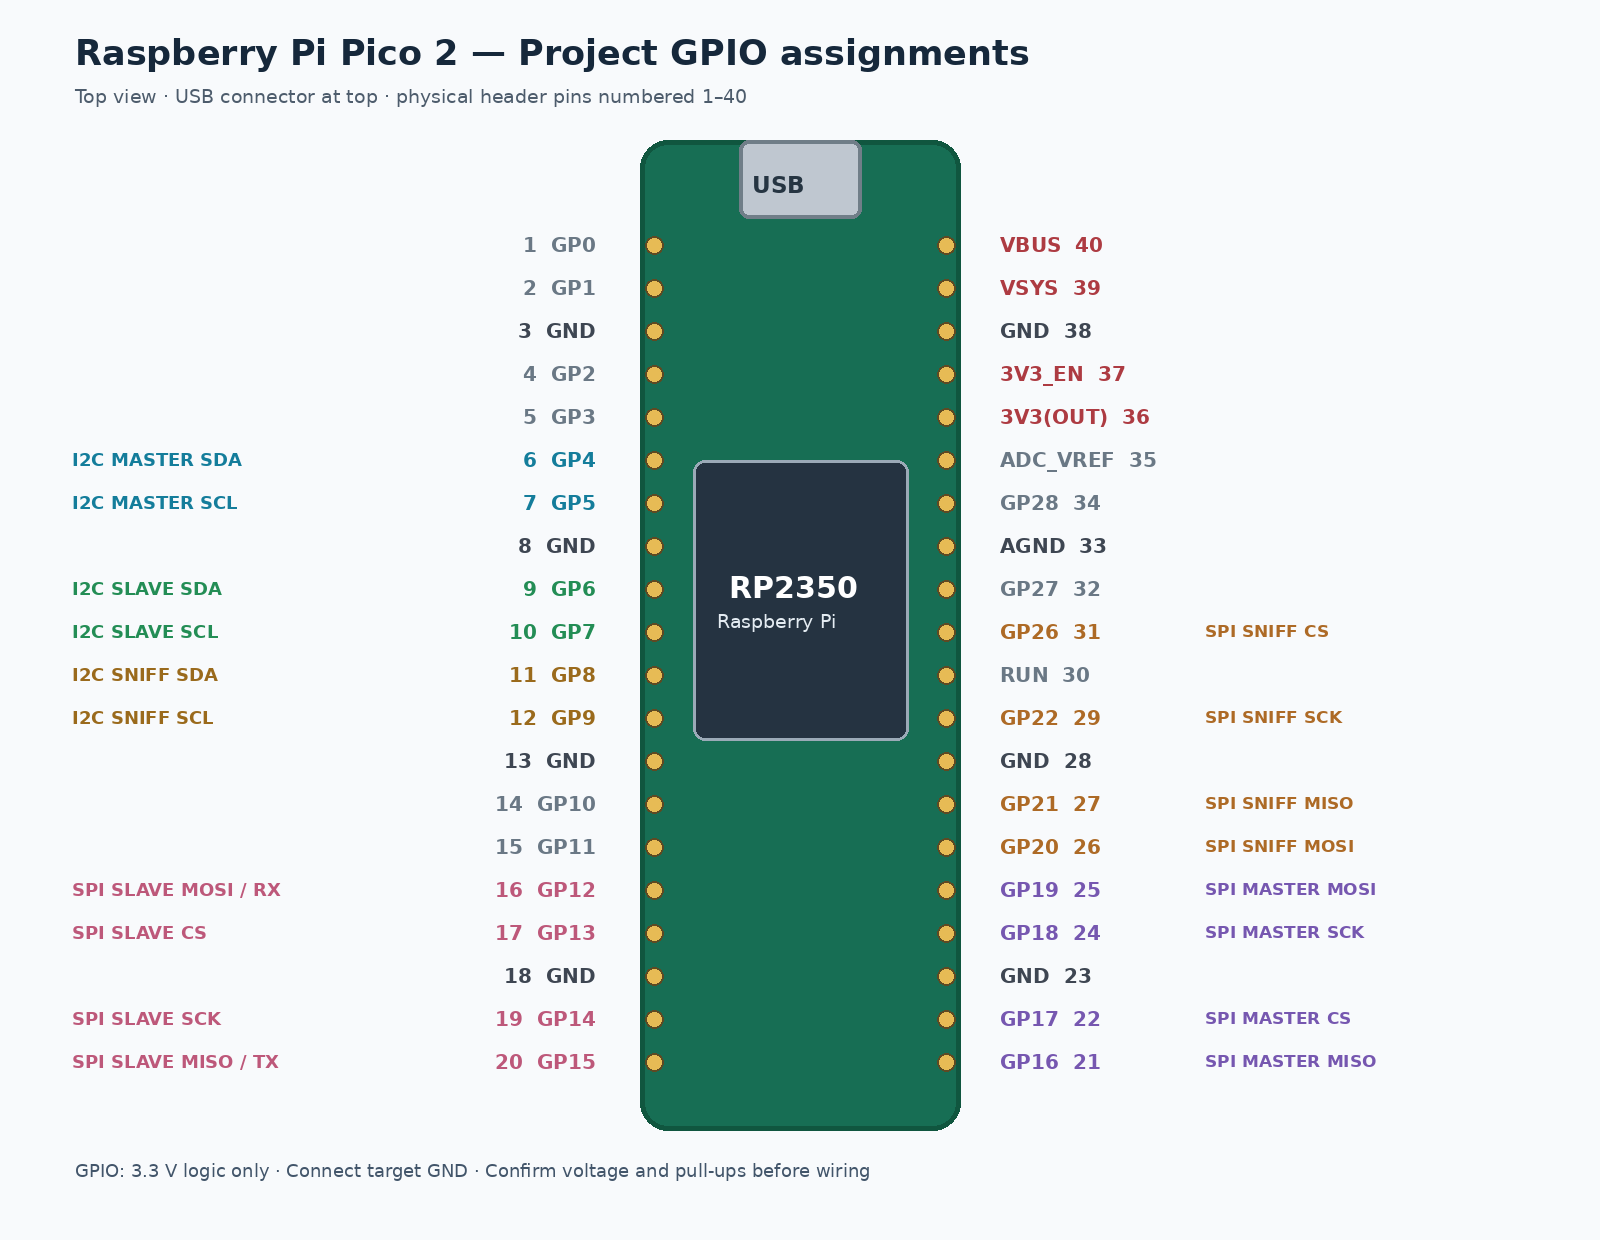 Raspberry Pi Pico 2 — Project GPIO assignments
Top view · USB connector at top · physical header pins numbered 1–40
USB
1 GP0
VBUS 40
2 GP1
VSYS 39
3 GND
GND 38
4 GP2
3V3_EN 37
5 GP3
3V3(OUT) 36
I2C MASTER SDA 6 GP4
ADC_VREF 35
I2C MASTER SCL 7 GP5
GP28 34
8 GND
AGND 33
I2C SLAVE SDA 9 GP6
RP2350
GP27 32
I2C SLAVE SCL 10 GP7
Raspberry Pi
GP26 31 SPI SNIFF CS
I2C SNIFF SDA 11 GP8
RUN 30
I2C SNIFF SCL 12 GP9
GP22 29 SPI SNIFF SCK
13 GND
GND 28
14 GP10
GP21 27 SPI SNIFF MISO
15 GP11
GP20 26 SPI SNIFF MOSI
SPI SLAVE MOSI / RX 16 GP12
GP19 25 SPI MASTER MOSI
SPI SLAVE CS 17 GP13
GP18 24 SPI MASTER SCK
18 GND
GND 23
SPI SLAVE SCK 19 GP14
GP17 22 SPI MASTER CS
SPI SLAVE MISO / TX 20 GP15
GP16 21 SPI MASTER MISO
GPIO: 3.3 V logic only · Connect target GND · Confirm voltage and pull-ups before wiring